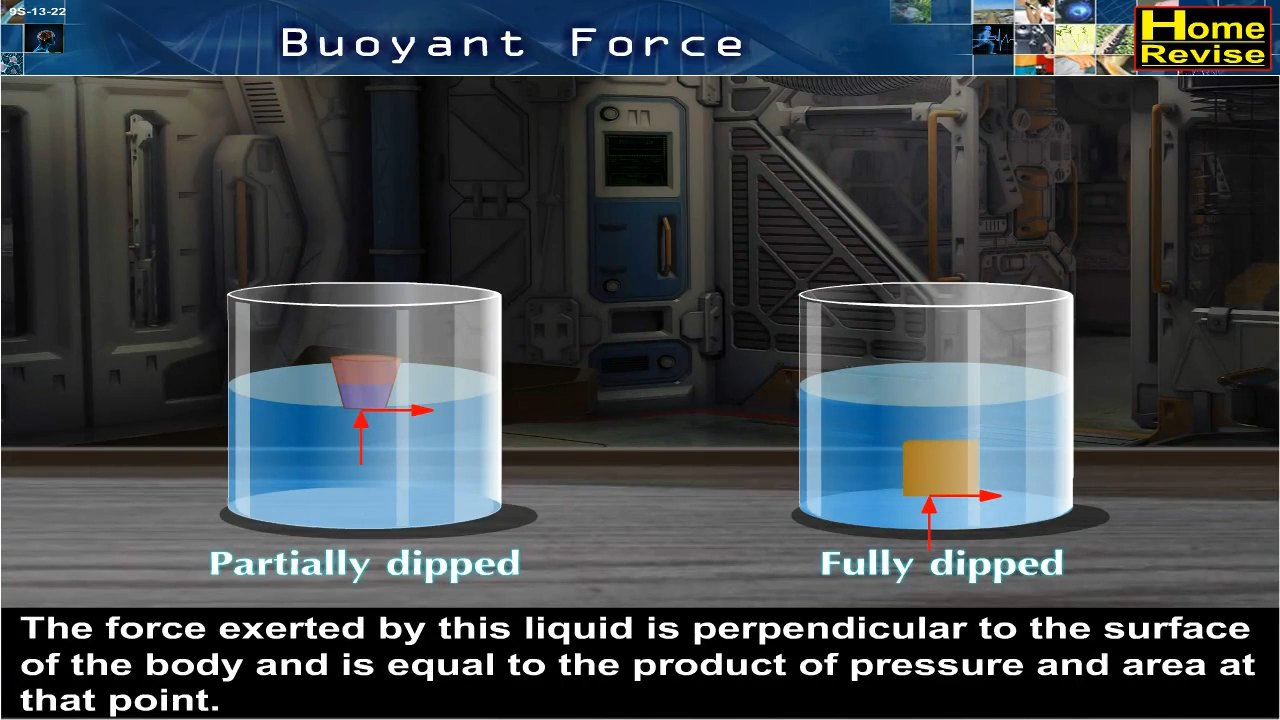 9S-13-22
Buoyant Force
Home
Revise
Partially dipped
Fully dipped
The force exerted by this liquid is perpendicular to the surface
of the body and is equal to the product of pressure and area at
that point.